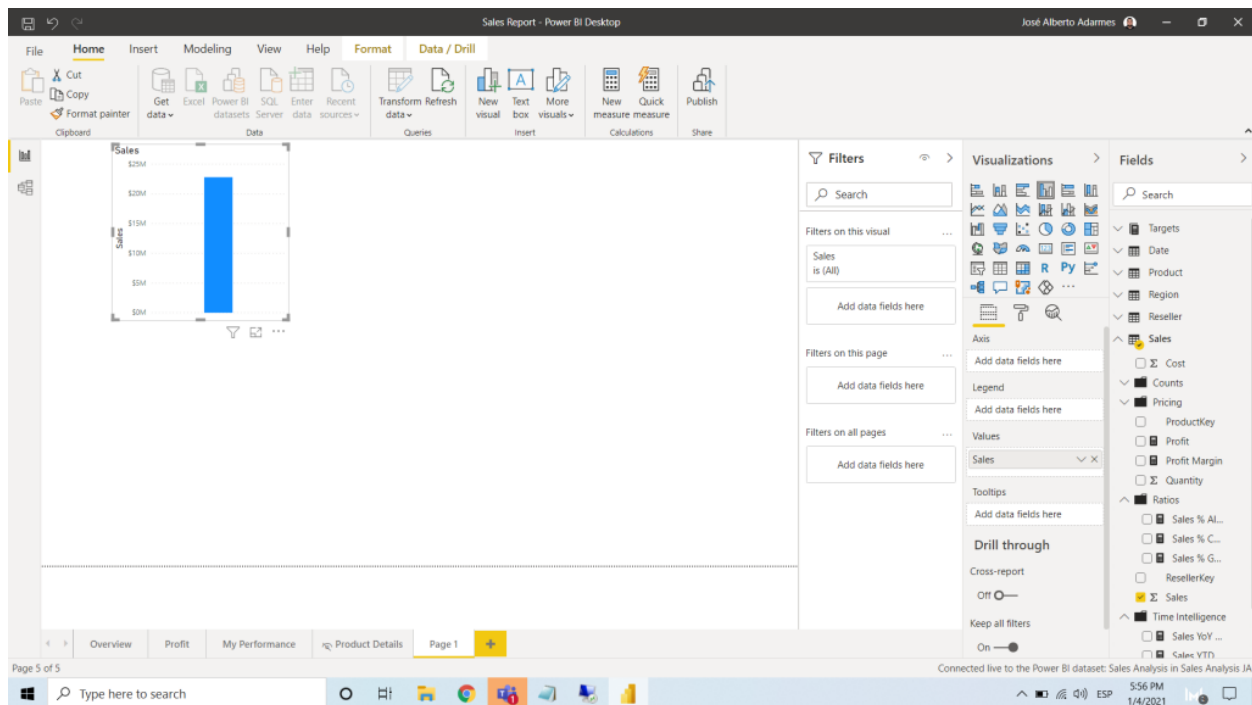 Sales Report - Power BI Desktop
José Alberto Adarmes
File Home Insert Modeling View Help Format Data / Drill
Paste
Cut
Copy
Format painter
Clipboard
Get data
Excel
Power BI datasets
SQL Server
Enter data
Recent sources
Data
Transform data
Refresh
Queries
New visual
Text box
More visuals
Insert
New measure
Quick measure
Calculations
Publish
Share
Sales
$25M
$20M
$15M
$10M
$5M
$0M
Sales
Filters
Search
Filters on this visual
Sales
is (All)
Add data fields here
Filters on this page
Add data fields here
Filters on all pages
Add data fields here
Visualizations
R Py
Axis
Add data fields here
Legend
Add data fields here
Values
Sales
Tooltips
Add data fields here
Drill through
Cross-report
Off
Keep all filters
On
Fields
Search
Targets
Date
Product
Region
Reseller
Sales
Σ Cost
Counts
Pricing
ProductKey
Profit
Profit Margin
Σ Quantity
Ratios
Sales % Al...
Sales % C...
Sales % G...
ResellerKey
Σ Sales
Time Intelligence
Sales YoY ...
Sales YTD
Overview Profit My Performance Product Details Page 1 +
Page 5 of 5
Connected live to the Power BI dataset: Sales Analysis in Sales Analysis JA
Type here to search
ESP
5:56 PM
1/4/2021